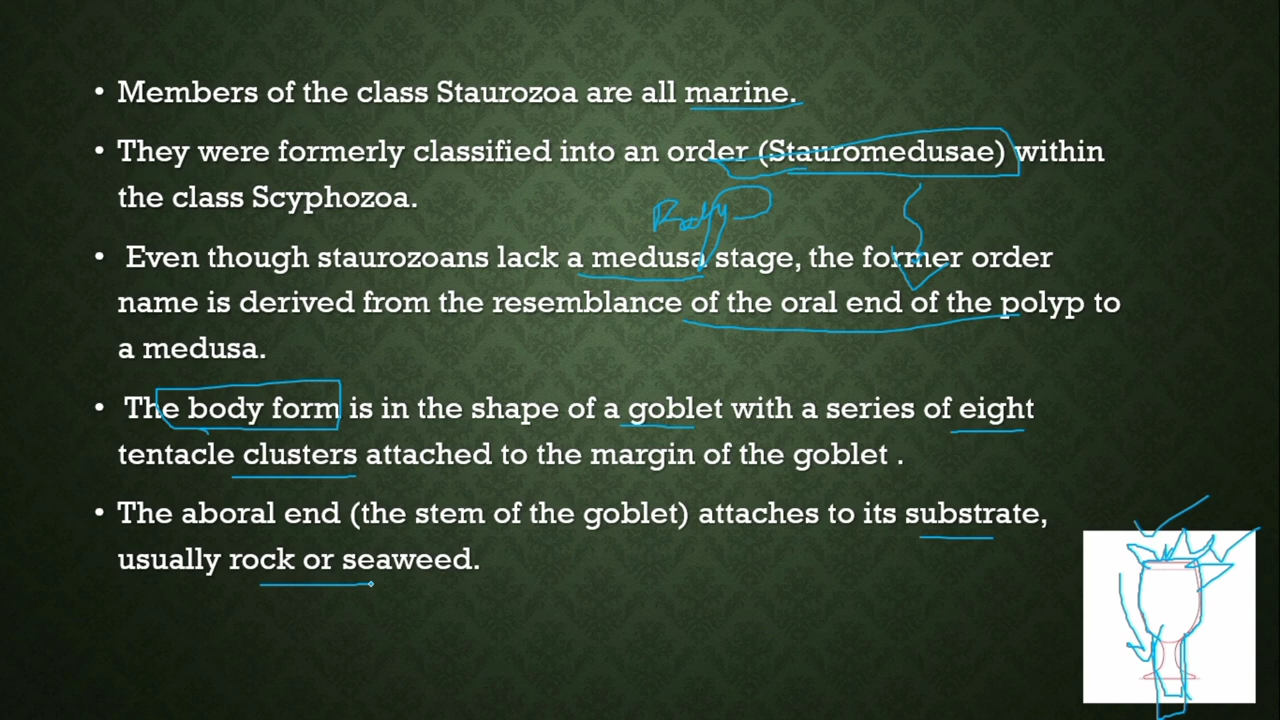 • Members of the class Staurozoa are all marine.
• They were formerly classified into an order (Stauromedusae) within
the class Scyphozoa.
Body
• Even though staurozoans lack a medusa stage, the former order
name is derived from the resemblance of the oral end of the polyp to
a medusa.
• The body form is in the shape of a goblet with a series of eight
tentacle clusters attached to the margin of the goblet .
• The aboral end (the stem of the goblet) attaches to its substrate,
usually rock or seaweed.